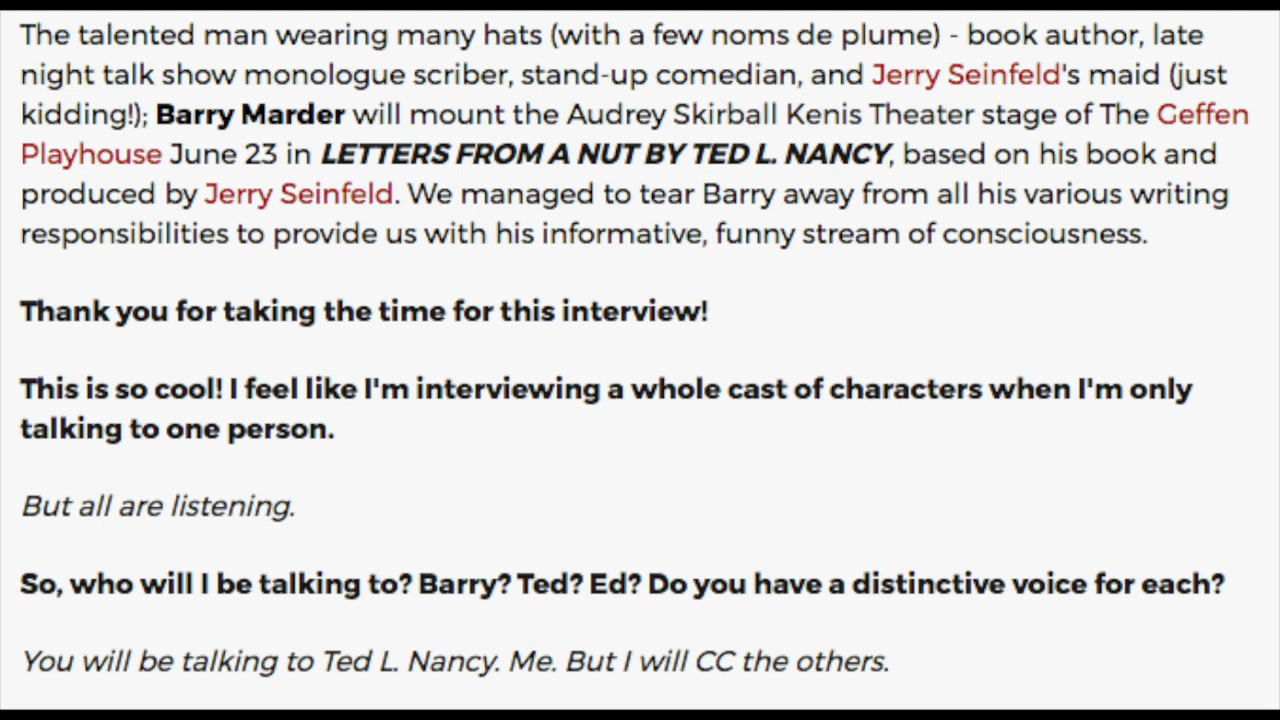 The talented man wearing many hats (with a few noms de plume) - book author, late
night talk show monologue scriber, stand-up comedian, and Jerry Seinfeld's maid (just
kidding!); Barry Marder will mount the Audrey Skirball Kenis Theater stage of The Geffen
Playhouse June 23 in LETTERS FROM A NUT BY TED L. NANCY, based on his book and
produced by Jerry Seinfeld. We managed to tear Barry away from all his various writing
responsibilities to provide us with his informative, funny stream of consciousness.
Thank you for taking the time for this interview!
This is so cool! I feel like I'm interviewing a whole cast of characters when I'm only
talking to one person.
But all are listening.
So, who will I be talking to? Barry? Ted? Ed? Do you have a distinctive voice for each?
You will be talking to Ted L. Nancy. Me. But I will CC the others.